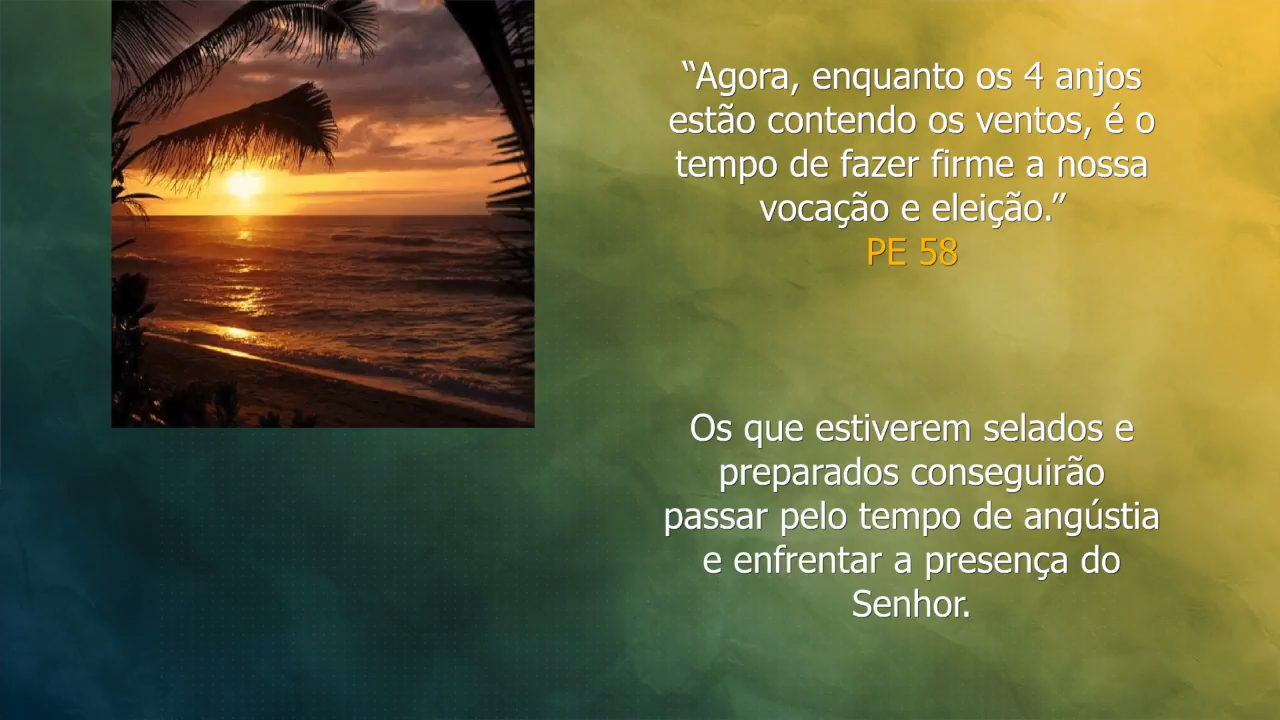 “Agora, enquanto os 4 anjos
estão contendo os ventos, é o
tempo de fazer firme a nossa
vocação e eleição.”
PE 58
Os que estiverem selados e
preparados conseguirão
passar pelo tempo de angústia
e enfrentar a presença do
Senhor.